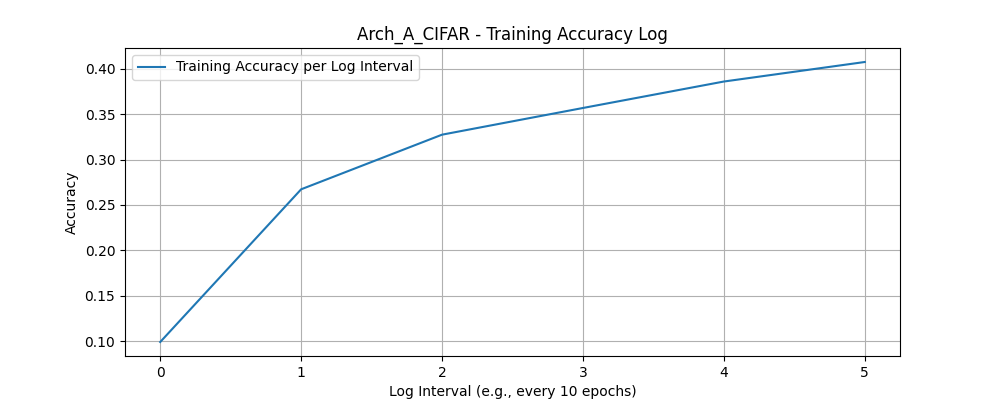 Arch_A_CIFAR - Training Accuracy Log
Training Accuracy per Log Interval
0.40
0.35
0.30
0.25
0.20
0.15
0.10
Accuracy
0 1 2 3 4 5
Log Interval (e.g., every 10 epochs)